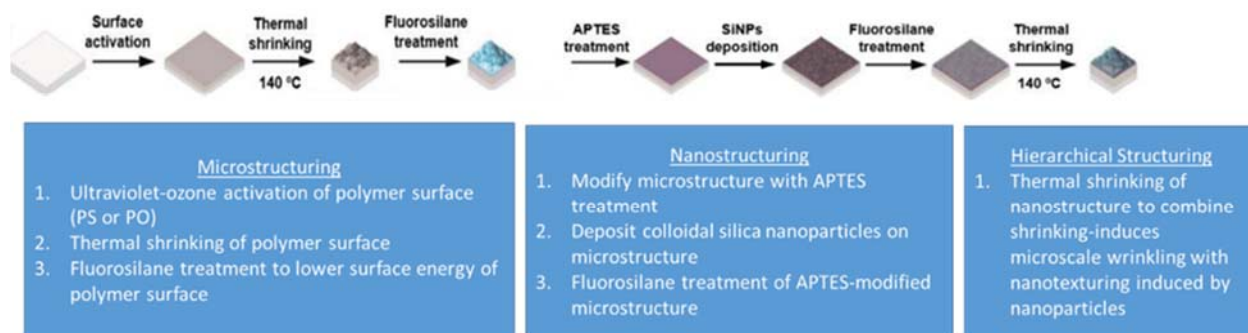 Surface
activation
Thermal
shrinking
140 ºC
Fluorosilane
treatment
APTES
treatment
SiNPs
deposition
Fluorosilane
treatment
Thermal
shrinking
140 ºC
Microstructuring
1. Ultraviolet-ozone activation of polymer surface
(PS or PO)
2. Thermal shrinking of polymer surface
3. Fluorosilane treatment to lower surface energy of
polymer surface
Nanostructuring
1. Modify microstructure with APTES
treatment
2. Deposit colloidal silica nanoparticles on
microstructure
3. Fluorosilane treatment of APTES-modified
microstructure
Hierarchical Structuring
1. Thermal shrinking of
nanostructure to combine
shrinking-induces
microscale wrinkling with
nanotexturing induced by
nanoparticles